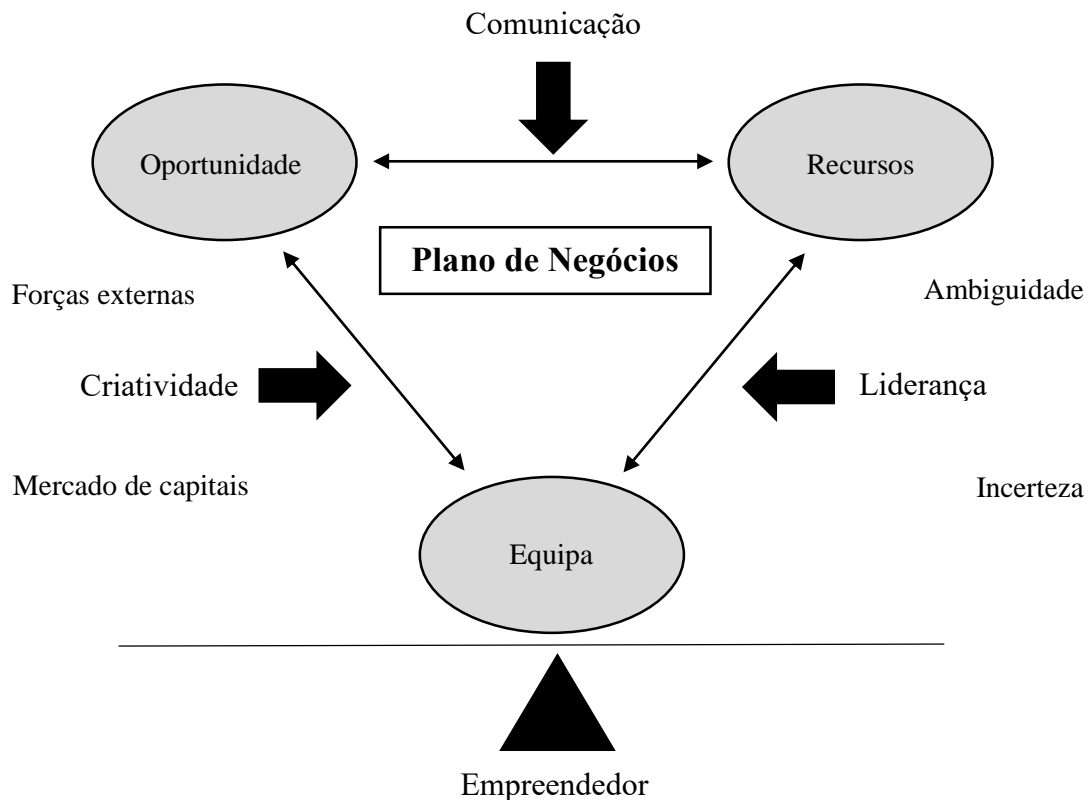 Comunicação
Oportunidade
Recursos
Plano de Negócios
Forças externas
Ambiguidade
Criatividade
Liderança
Mercado de capitais
Incerteza
Equipa
Empreendedor